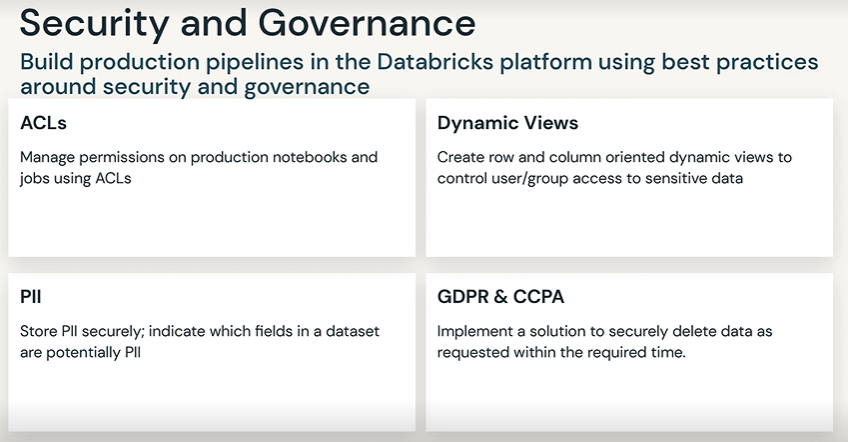 Security and Governance
Build production pipelines in the Databricks platform using best practices
around security and governance
ACLs
Manage permissions on production notebooks and
jobs using ACLs
Dynamic Views
Create row and column oriented dynamic views to
control user/group access to sensitive data
PII
Store PII securely; indicate which fields in a dataset
are potentially PII
GDPR & CCPA
Implement a solution to securely delete data as
requested within the required time.